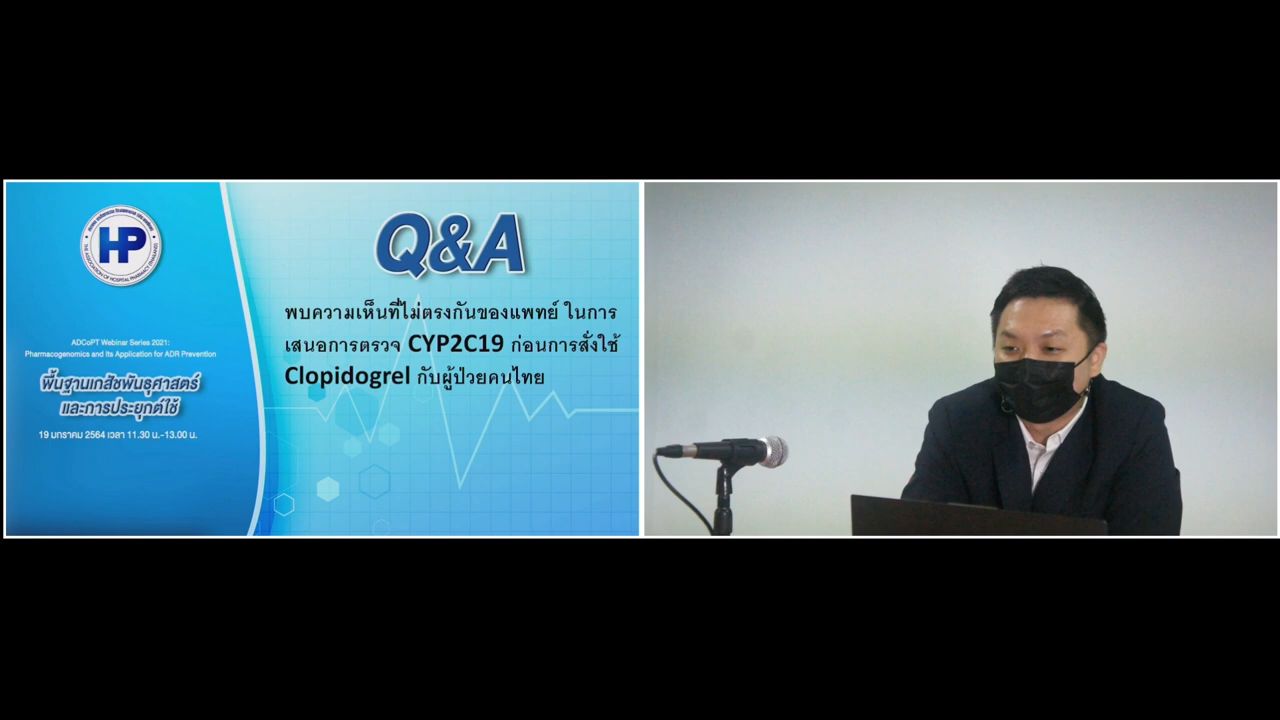 HP
THE ASSOCIATION OF HOSPITAL PHARMACY (THAILAND)
ADCoPT Webinar Series 2021:
Pharmacogenomics and Its Application for ADR Prevention
พื้นฐานเภสัชพันธุศาสตร์
และการประยุกต์ใช้
19 มกราคม 2564 เวลา 11.30 น.-13.00 น.
Q&A
พบความเห็นที่ไม่ตรงกันของแพทย์ ในการ
เสนอการตรวจ CYP2C19 ก่อนการสั่งใช้
Clopidogrel กับผู้ป่วยคนไทย